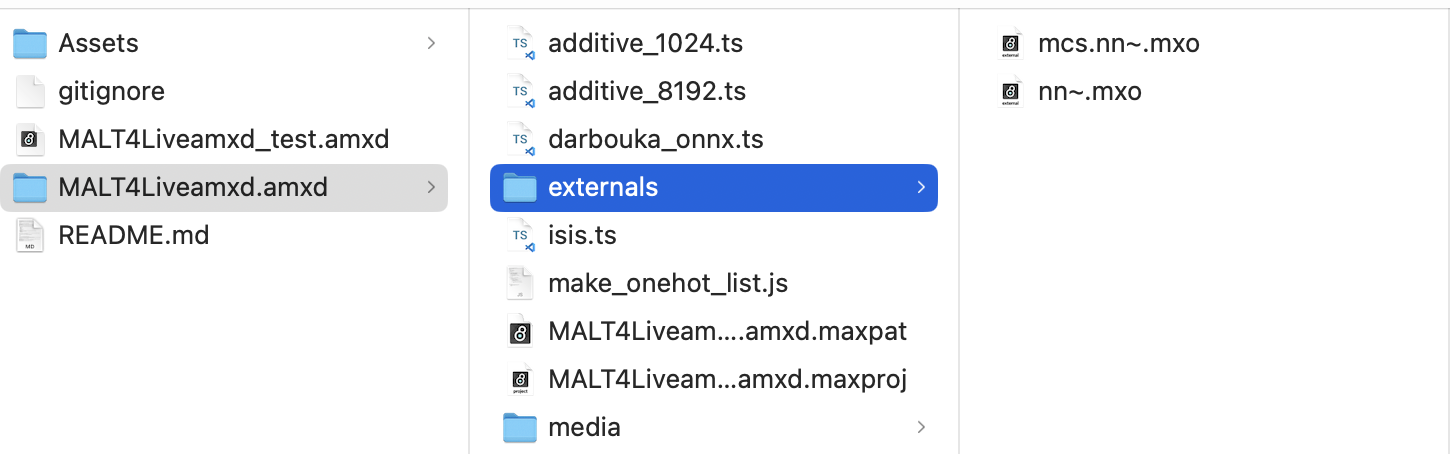 Assets
gitignore
MALT4Liveamxd_test.amxd
MALT4Liveamxd.amxd
README.md
additive_1024.ts
additive_8192.ts
darbouka_onnx.ts
externals
isis.ts
make_onehot_list.js
MALT4Liveam….amxd.maxpat
MALT4Liveam...amxd.maxproj
media
mcs.nn~.mxo
nn~.mxo